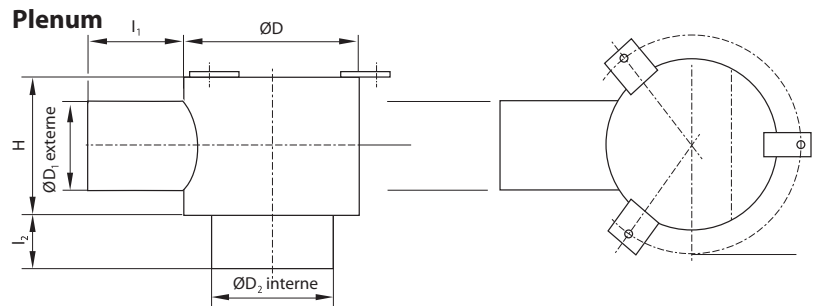 Plenum
l₁
ØD
H
ØD₁ externe
l₂
ØD₂ interne